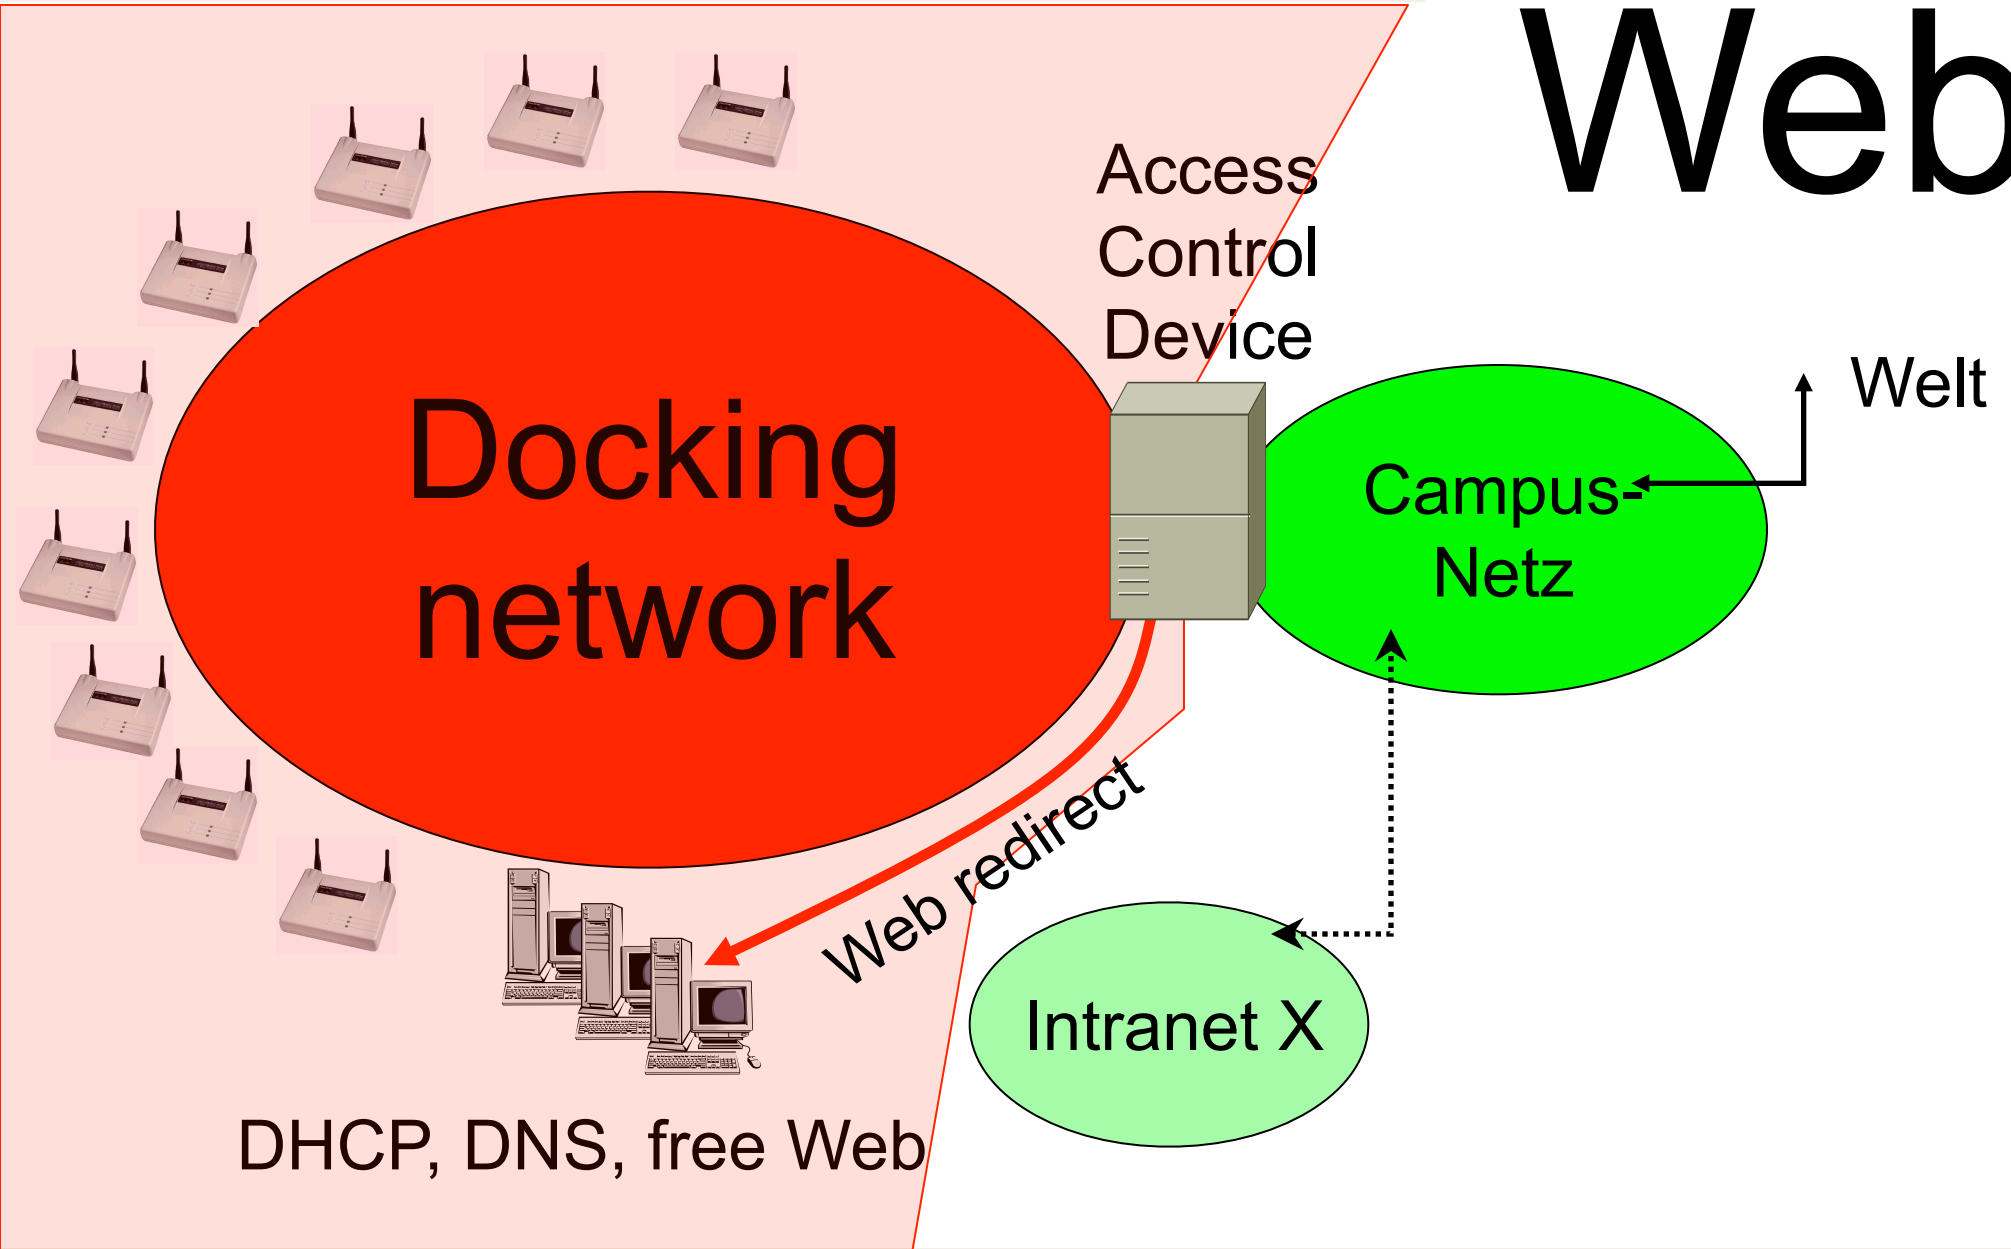 Web
Access
Control
Device
Welt
Docking
network
Campus-
Netz
Web redirect
Intranet X
DHCP, DNS, free Web